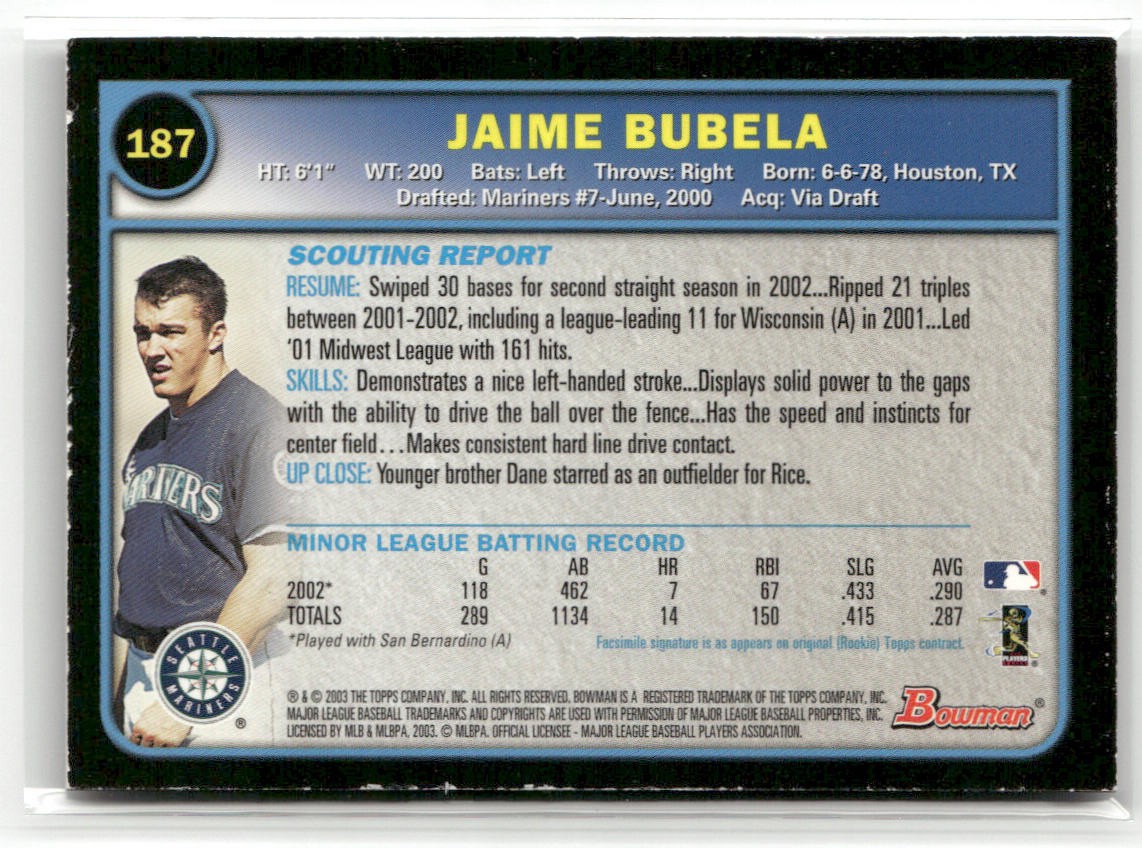 187
JAIME BUBELA
HT: 6'1" WT: 200 Bats: Left Throws: Right Born: 6-6-78, Houston, TX
Drafted: Mariners #7-June, 2000 Acq: Via Draft
SCOUTING REPORT
RESUME: Swiped 30 bases for second straight season in 2002...Ripped 21 triples
between 2001-2002, including a league-leading 11 for Wisconsin (A) in 2001...Led
'01 Midwest League with 161 hits.
SKILLS: Demonstrates a nice left-handed stroke...Displays solid power to the gaps
with the ability to drive the ball over the fence...Has the speed and instincts for
center field...Makes consistent hard line drive contact.
UP CLOSE: Younger brother Dane starred as an outfielder for Rice.
MARINERS
MINOR LEAGUE BATTING RECORD
G AB HR RBI SLG AVG
2002* 118 462 7 67 .433 .290
TOTALS 289 1134 14 150 .415 .287
*Played with San Bernardino (A) Facsimile signature is as appears on original (Rookie) Topps contract.
PLAYERS
SEATTLE
MARINERS
®
® & © 2003 THE TOPPS COMPANY, INC. ALL RIGHTS RESERVED. BOWMAN IS A REGISTERED TRADEMARK OF THE TOPPS COMPANY, INC.
MAJOR LEAGUE BASEBALL TRADEMARKS AND COPYRIGHTS ARE USED WITH PERMISSION OF MAJOR LEAGUE BASEBALL PROPERTIES, INC.
LICENSED BY MLB & MLBPA, 2003. © MLBPA. OFFICIAL LICENSEE - MAJOR LEAGUE BASEBALL PLAYERS ASSOCIATION.
Bowman®